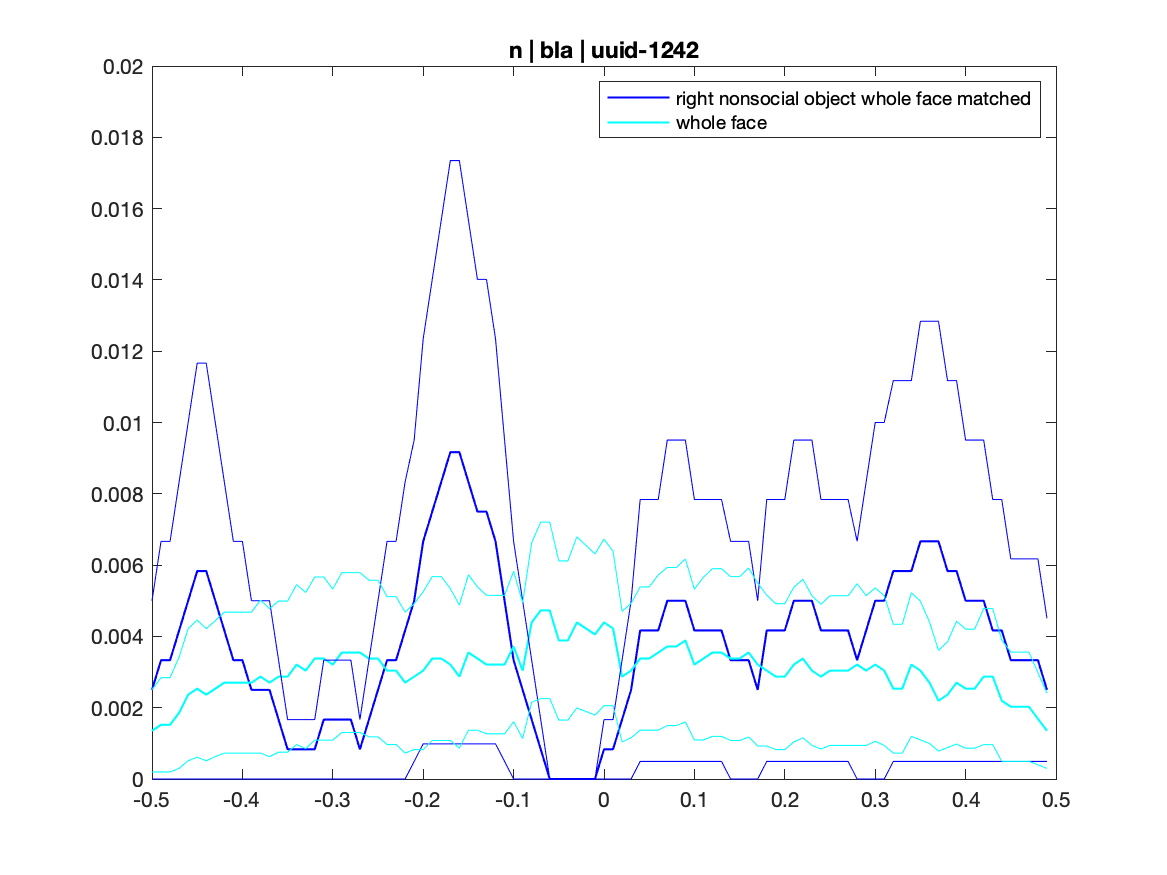 n | bla | uuid-1242
right nonsocial object whole face matched
whole face
0.02
0.018
0.016
0.014
0.012
0.01
0.008
0.006
0.004
0.002
0
-0.5 -0.4 -0.3 -0.2 -0.1 0 0.1 0.2 0.3 0.4 0.5